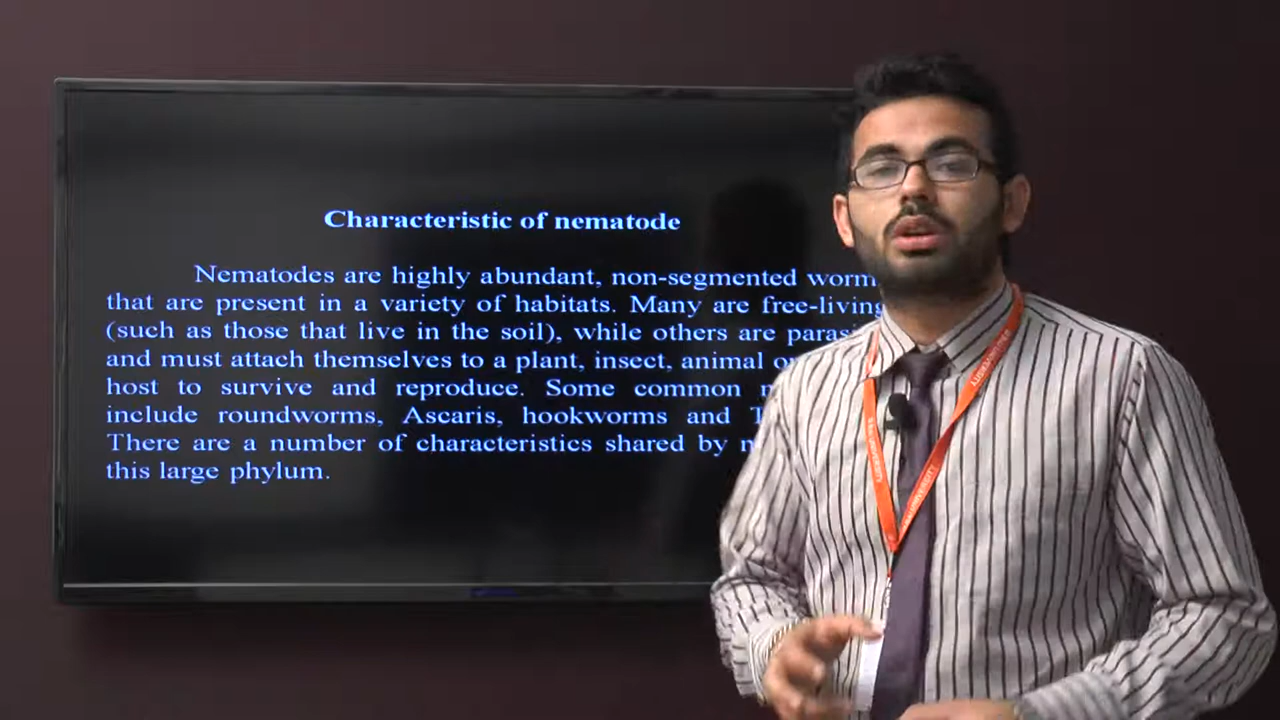 Characteristic of nematode
Nematodes are highly abundant, non-segmented worm
that are present in a variety of habitats. Many are free-living
(such as those that live in the soil), while others are paras
and must attach themselves to a plant, insect, animal o
host to survive and reproduce. Some common
include roundworms, Ascaris, hookworms and
There are a number of characteristics shared by
this large phylum.
UNIVERSITY